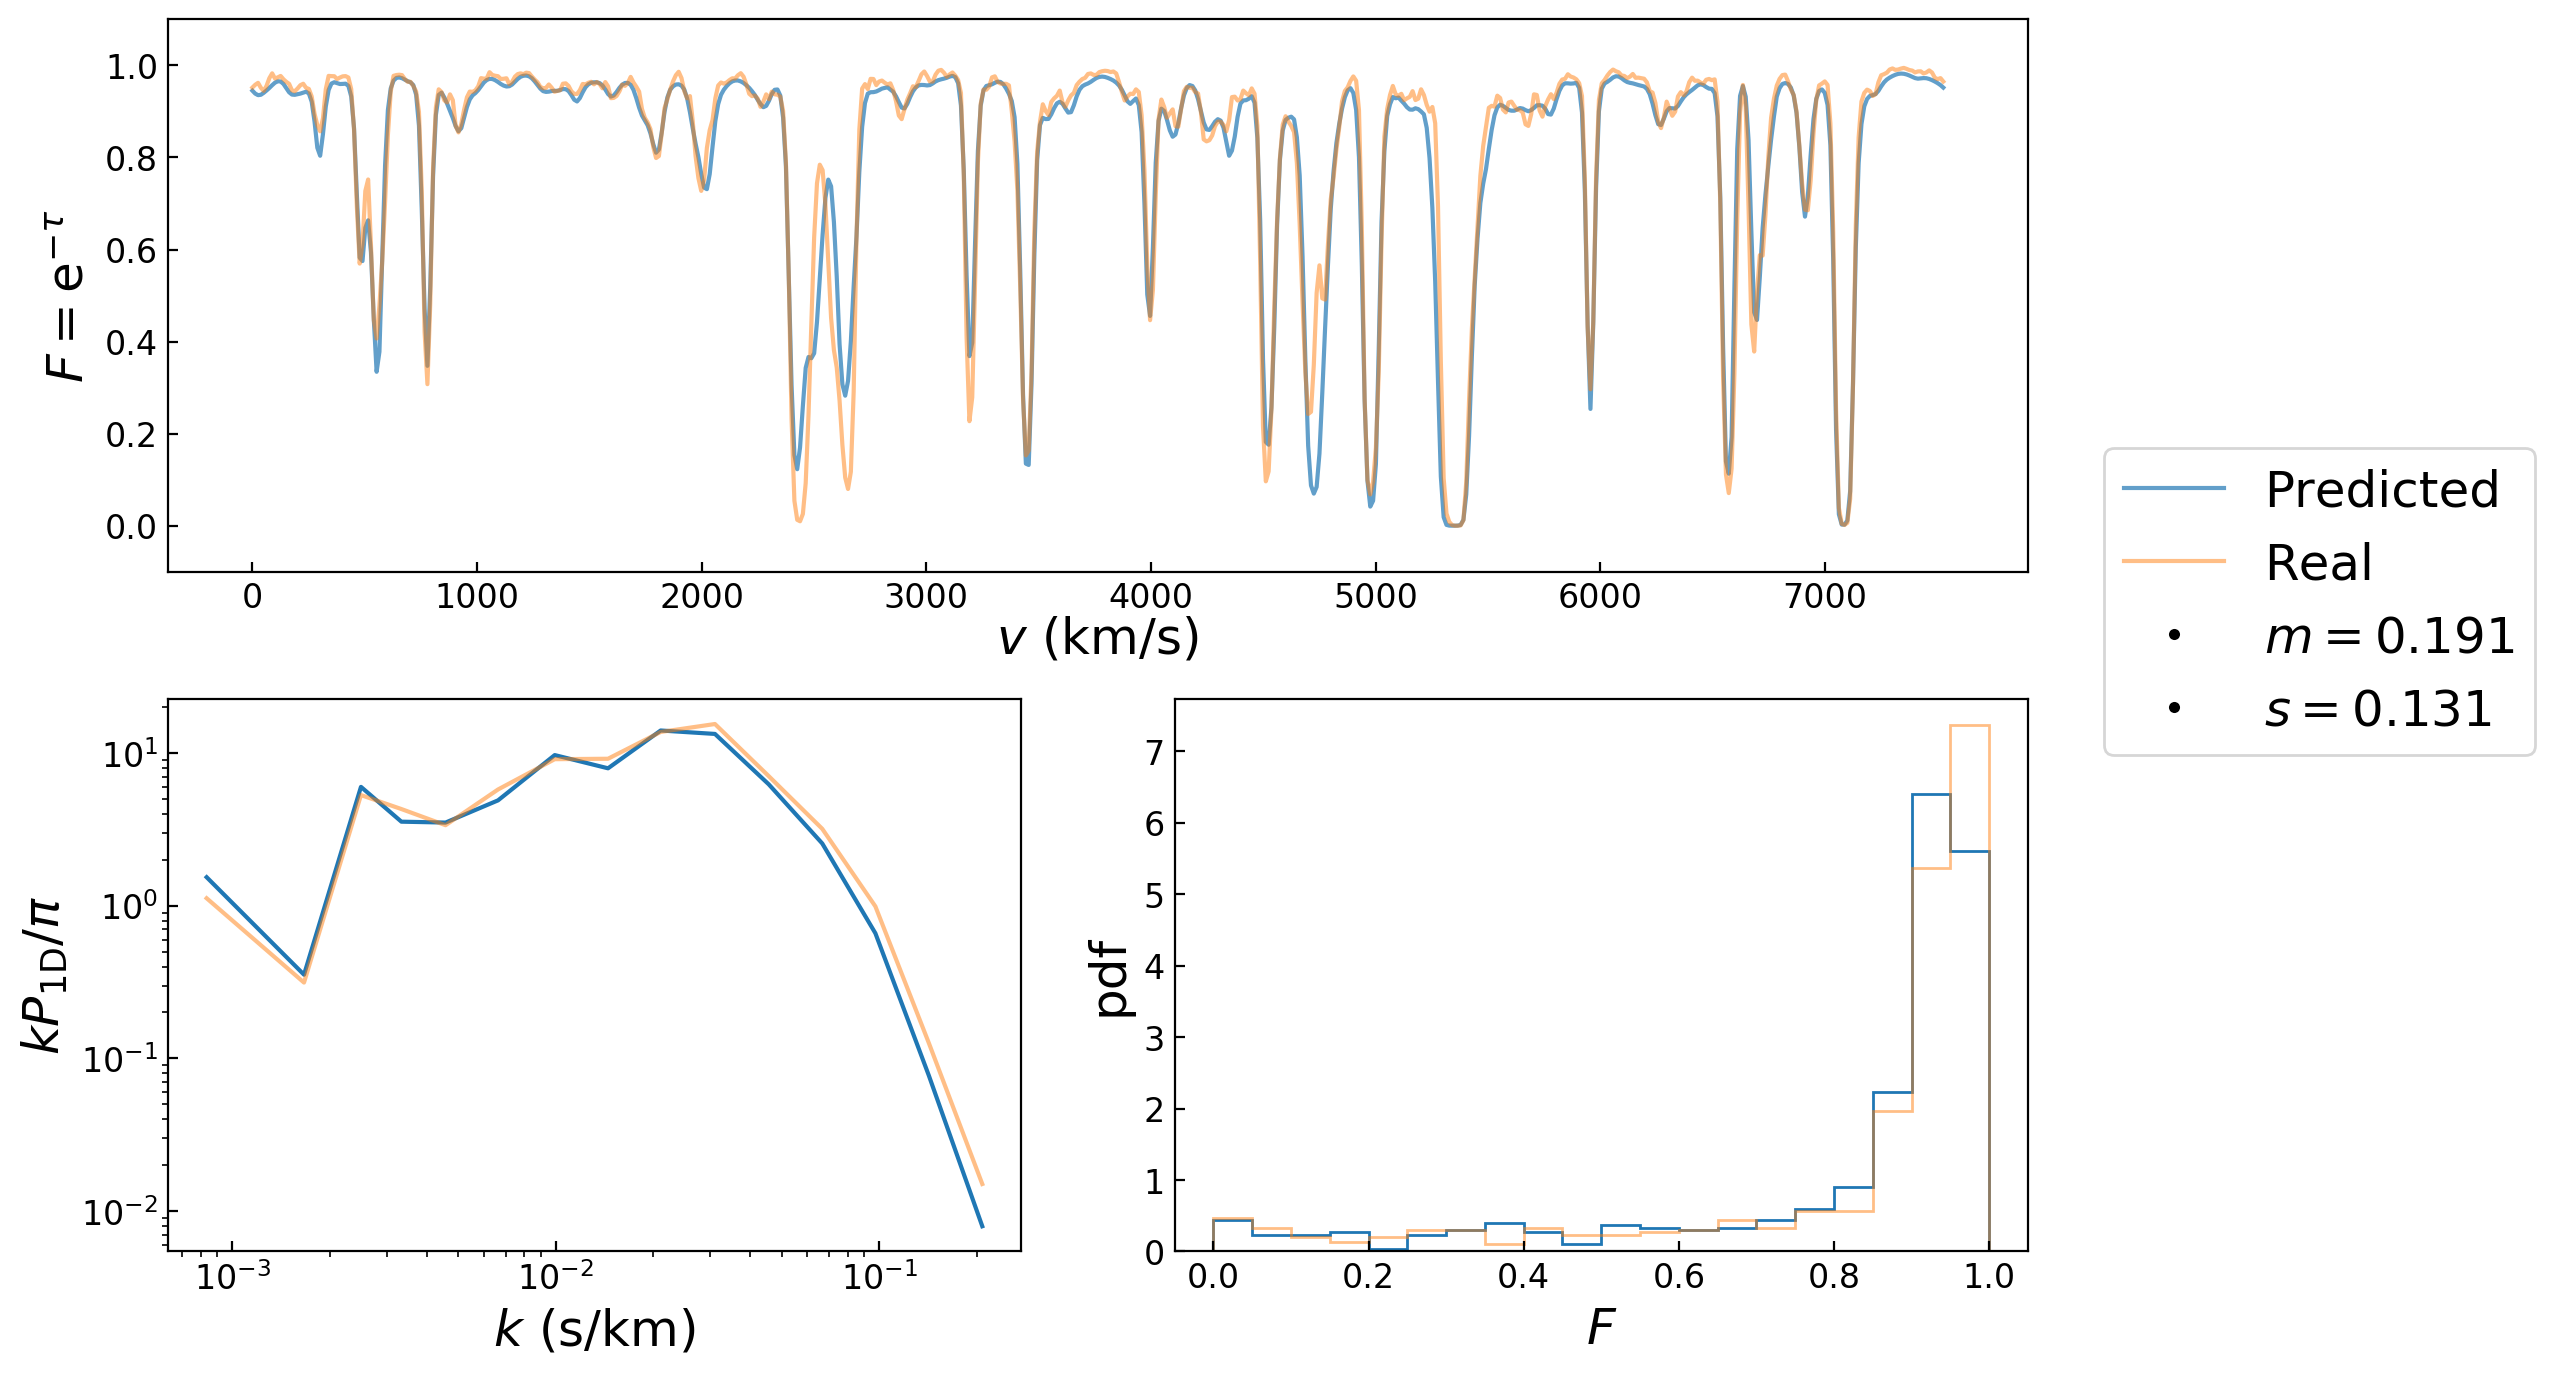 F = e^{−τ}
1.0
0.8
0.6
0.4
0.2
0.0
0 1000 2000 3000 4000 5000 6000 7000
v (km/s)
Predicted
Real
m = 0.191
s = 0.131
kP_{1D}/π
10^1
10^0
10^{−1}
10^{−2}
10^{−3} 10^{−2} 10^{−1}
k (s/km)
pdf
7
6
5
4
3
2
1
0
0.0 0.2 0.4 0.6 0.8 1.0
F